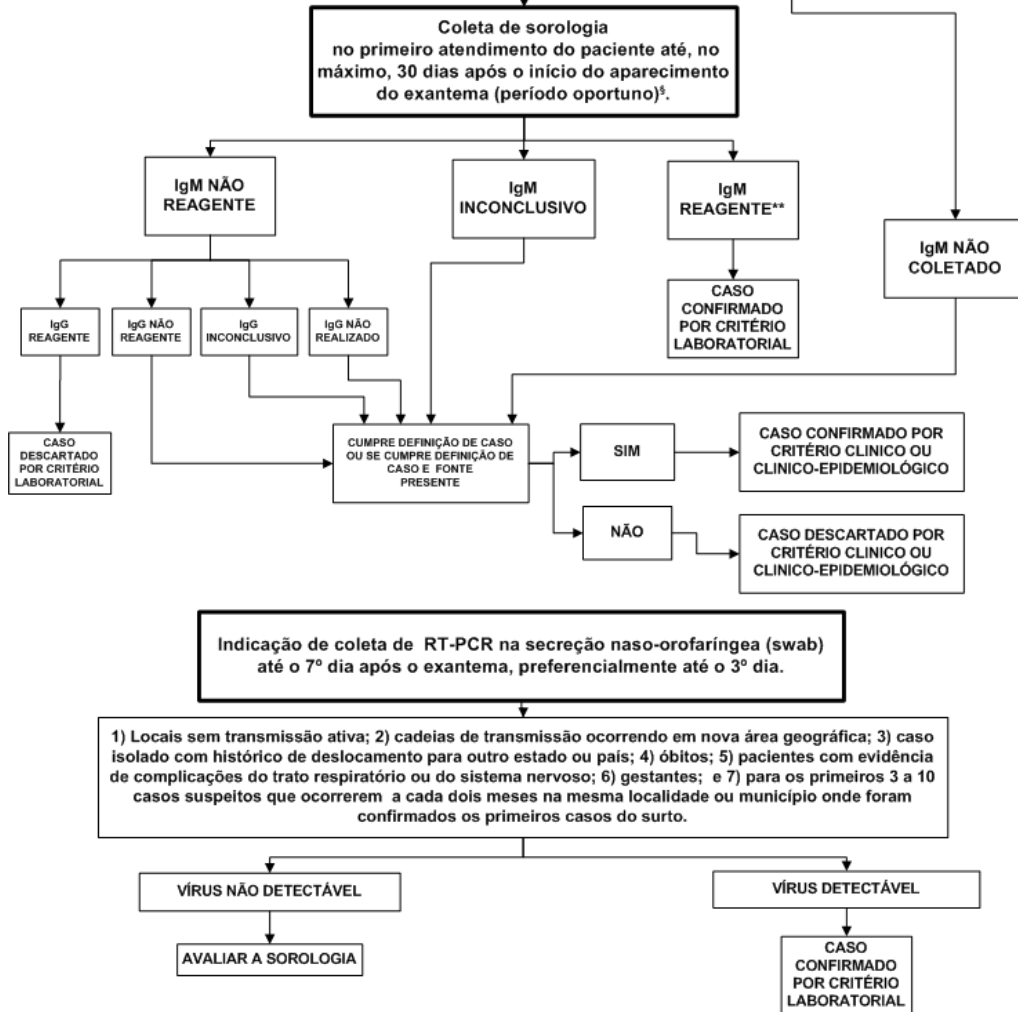 Coleta de sorologia
no primeiro atendimento do paciente até, no
máximo, 30 dias após o início do aparecimento
do exantema (período oportuno)§.
IgM NÃO
REAGENTE
IgM
INCONCLUSIVO
IgM
REAGENTE**
IgM NÃO
COLETADO
IgG
REAGENTE
IgG NÃO
REAGENTE
IgG
INCONCLUSIVO
IgG NÃO
REALIZADO
CASO
CONFIRMADO
POR CRITÉRIO
LABORATORIAL
CASO
DESCARTADO
POR CRITÉRIO
LABORATORIAL
CUMPRE DEFINIÇÃO DE CASO
OU SE CUMPRE DEFINIÇÃO DE
CASO E FONTE
PRESENTE
SIM
CASO CONFIRMADO POR
CRITÉRIO CLINICO OU
CLINICO-EPIDEMIOLÓGICO
NÃO
CASO DESCARTADO POR
CRITÉRIO CLINICO OU
CLINICO-EPIDEMIOLÓGICO
Indicação de coleta de RT-PCR na secreção naso-orofaríngea (swab)
até o 7º dia após o exantema, preferencialmente até o 3º dia.
1) Locais sem transmissão ativa; 2) cadeias de transmissão ocorrendo em nova área geográfica; 3) caso
isolado com histórico de deslocamento para outro estado ou país; 4) óbitos; 5) pacientes com evidência
de complicações do trato respiratório ou do sistema nervoso; 6) gestantes; e 7) para os primeiros 3 a 10
casos suspeitos que ocorrerem a cada dois meses na mesma localidade ou município onde foram
confirmados os primeiros casos do surto.
VÍRUS NÃO DETECTÁVEL
VÍRUS DETECTÁVEL
AVALIAR A SOROLOGIA
CASO
CONFIRMADO
POR CRITÉRIO
LABORATORIAL